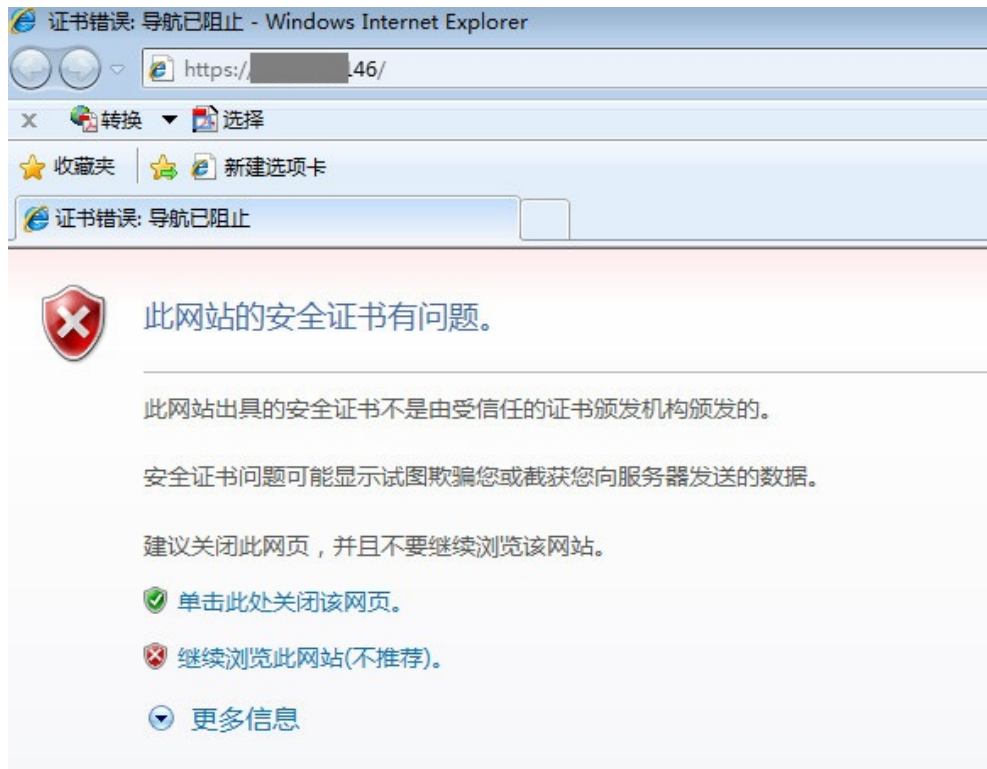 证书错误: 导航已阻止 - Windows Internet Explorer
https:// .146/
x 转换 选择
收藏夹 新建选项卡
证书错误: 导航已阻止
此网站的安全证书有问题。
此网站出具的安全证书不是由受信任的证书颁发机构颁发的。
安全证书问题可能显示试图欺骗您或截获您向服务器发送的数据。
建议关闭此网页，并且不要继续浏览该网站。
单击此处关闭该网页。
继续浏览此网站(不推荐)。
更多信息